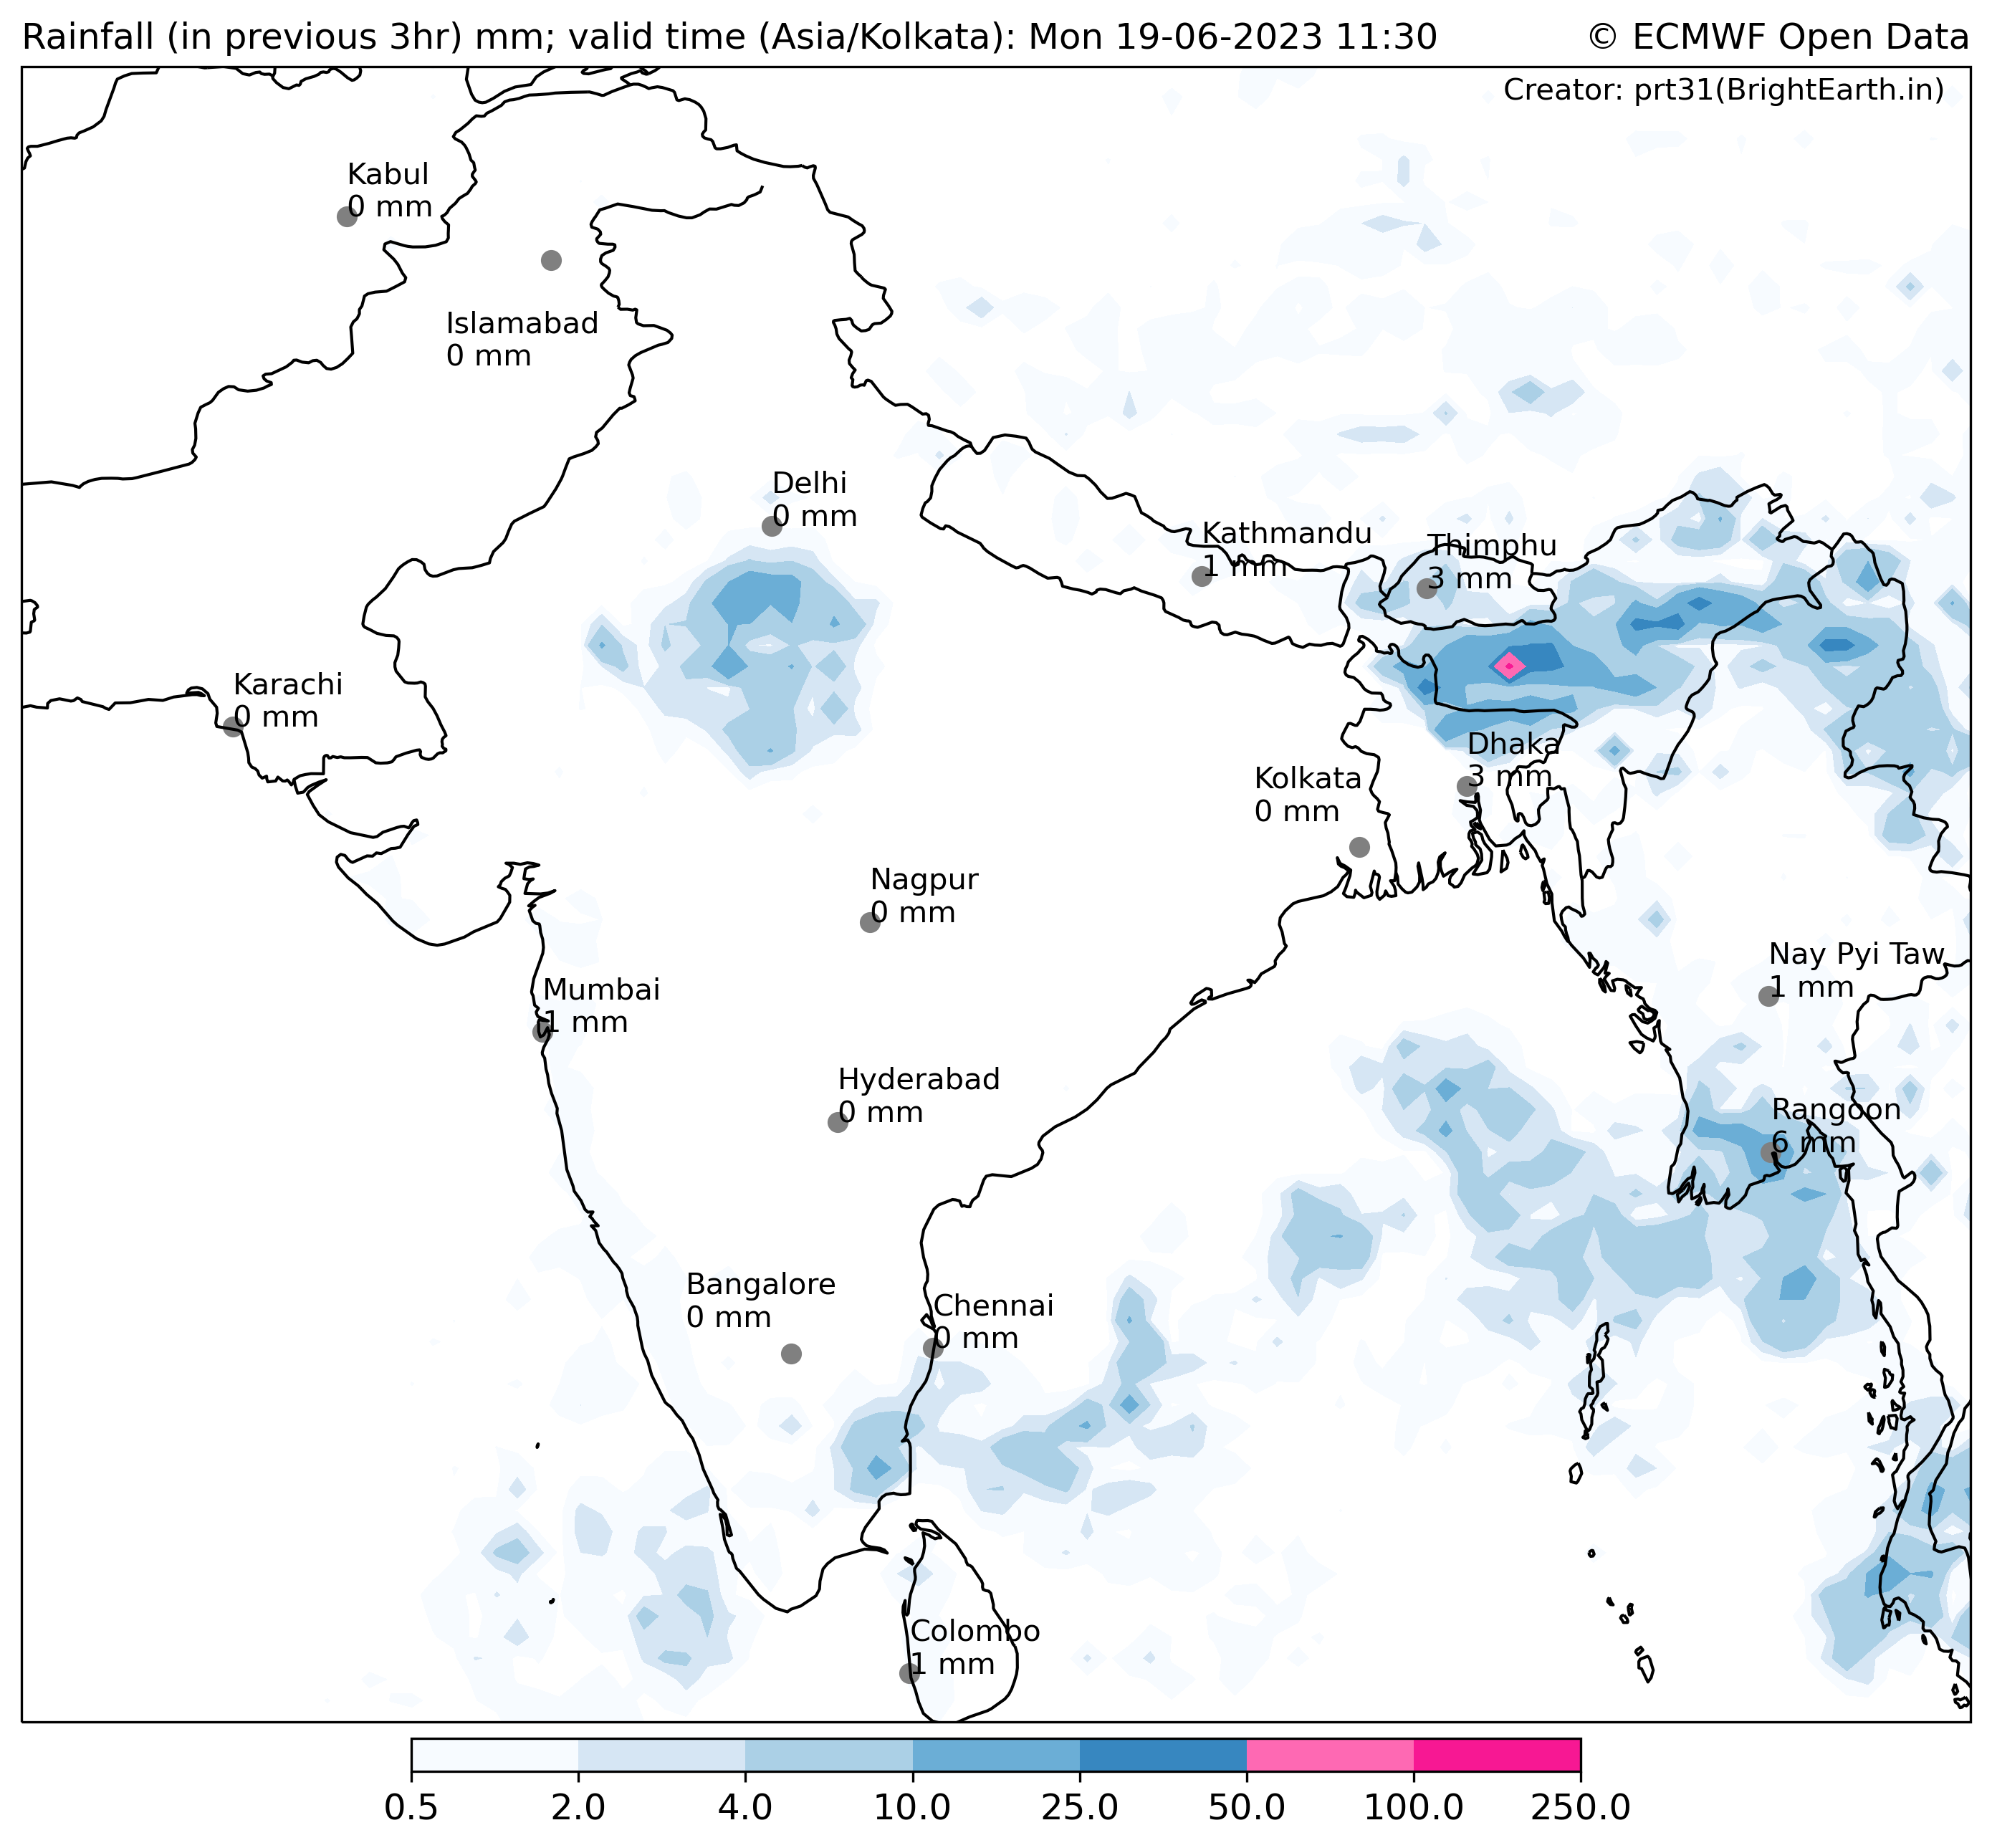 Rainfall (in previous 3hr) mm; valid time (Asia/Kolkata): Mon 19-06-2023 11:30
© ECMWF Open Data
Creator: prt31(BrightEarth.in)
Kabul
0 mm
Islamabad
0 mm
Delhi
0 mm
Kathmandu
1 mm
Thimphu
3 mm
Karachi
0 mm
Dhaka
3 mm
Kolkata
0 mm
Nagpur
0 mm
Nay Pyi Taw
1 mm
Mumbai
1 mm
Hyderabad
0 mm
Rangoon
6 mm
Bangalore
0 mm
Chennai
0 mm
Colombo
1 mm
0.5 2.0 4.0 10.0 25.0 50.0 100.0 250.0